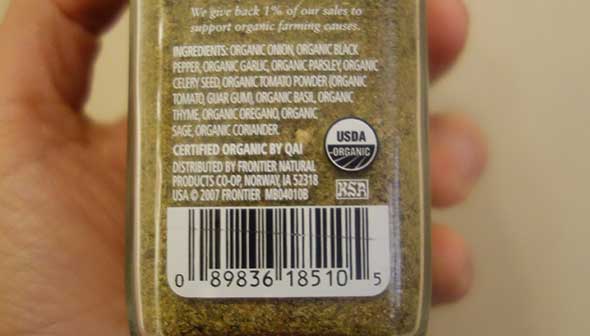 We give back 1% of our sales to
support organic farming causes.
INGREDIENTS: ORGANIC ONION, ORGANIC BLACK
PEPPER, ORGANIC GARLIC, ORGANIC PARSLEY, ORGANIC
CELERY SEED, ORGANIC TOMATO POWDER (ORGANIC
TOMATO, GUAR GUM), ORGANIC BASIL, ORGANIC
THYME, ORGANIC OREGANO, ORGANIC
SAGE, ORGANIC CORIANDER.
CERTIFIED ORGANIC BY QAI
DISTRIBUTED BY FRONTIER NATURAL
PRODUCTS CO-OP, NORWAY, IA 52318
USA © 2007 FRONTIER MB04010B
USDA
ORGANIC
KSA
0 89836 18510 5